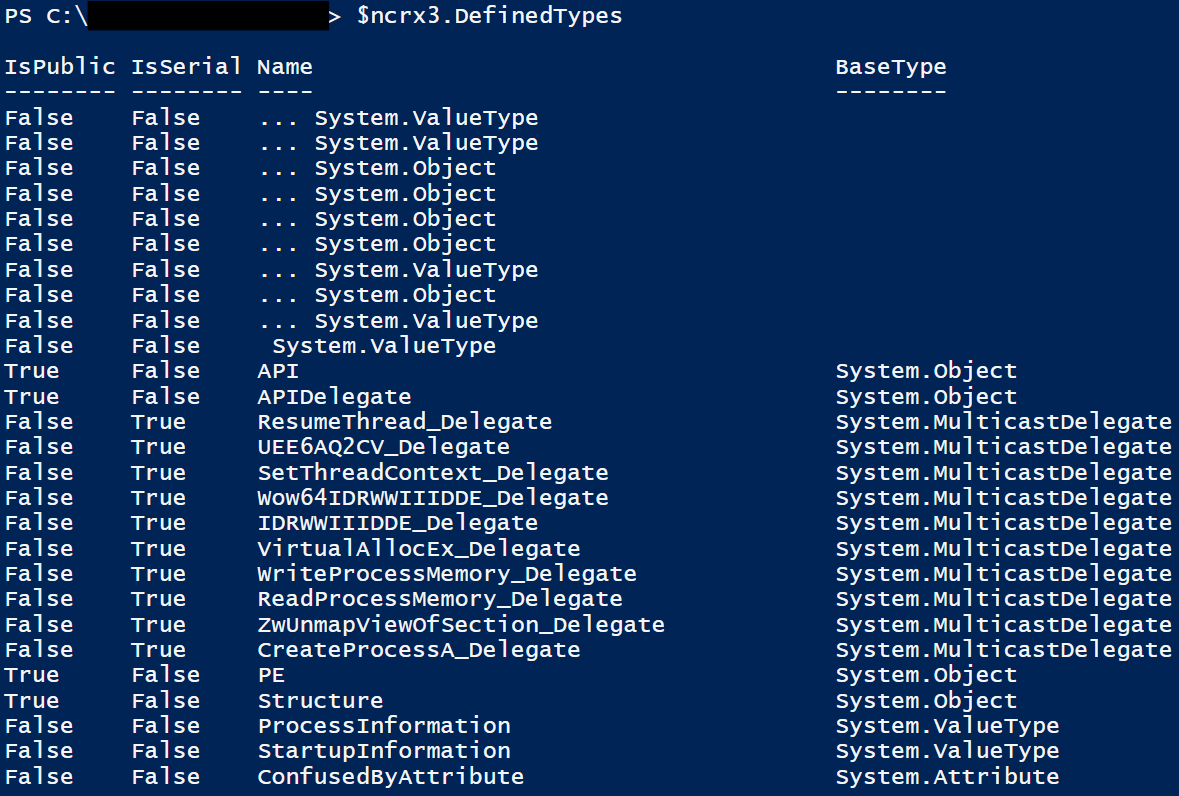 PS C:\> $ncrx3.DefinedTypes
IsPublic IsSerial Name BaseType
-------- -------- ---- --------
False False ... System.ValueType
False False ... System.ValueType
False False ... System.Object
False False ... System.Object
False False ... System.Object
False False ... System.Object
False False ... System.ValueType
False False ... System.Object
False False ... System.ValueType
False False System.ValueType
True False API System.Object
True False APIDelegate System.Object
False True ResumeThread_Delegate System.MulticastDelegate
False True UEE6AQ2CV_Delegate System.MulticastDelegate
False True SetThreadContext_Delegate System.MulticastDelegate
False True Wow64IDRWWIIIDDE_Delegate System.MulticastDelegate
False True IDRWWIIIDDE_Delegate System.MulticastDelegate
False True VirtualAllocEx_Delegate System.MulticastDelegate
False True WriteProcessMemory_Delegate System.MulticastDelegate
False True ReadProcessMemory_Delegate System.MulticastDelegate
False True ZwUnmapViewOfSection_Delegate System.MulticastDelegate
False True CreateProcessA_Delegate System.MulticastDelegate
True False PE System.Object
True False Structure System.Object
False False ProcessInformation System.ValueType
False False StartupInformation System.ValueType
False False ConfusedByAttribute System.Attribute